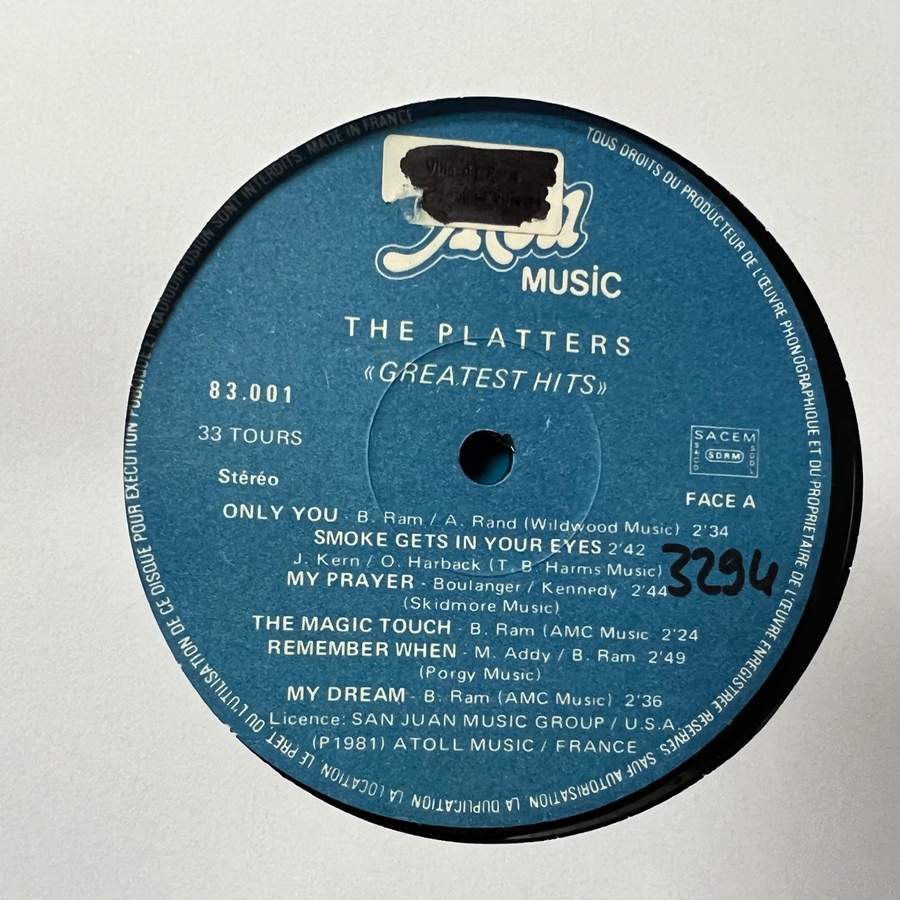 Atoll
MUSiC
THE PLATTERS
«GREATEST HITS»
83.001
33 TOURS
Stéréo
SACEM
SACD
SDRM
SGDL
FACE A
ONLY YOU - B. Ram / A. Rand (Wildwood Music) 2'34
SMOKE GETS IN YOUR EYES 2'42
J. Kern / O. Harback (T. B. Harms Music)
3294
MY PRAYER - Boulanger / Kennedy 2'44
(Skidmore Music)
THE MAGIC TOUCH - B. Ram (AMC Music 2'24
REMEMBER WHEN - M. Addy / B. Ram 2'49
(Porgy Music)
MY DREAM - B. Ram (AMC Music) 2'36
Licence: SAN JUAN MUSIC GROUP / U.S.A.
(P1981) ATOLL MUSIC / FRANCE
TOUS DROITS DU PRODUCTEUR DE L'ŒUVRE PHONOGRAPHIQUE ET DU PROPRIETAIRE DE L'ŒUVRE ENREGISTREE RESERVES. SAUF AUTORISATION, LA DUPLICATION, LA LOCATION, LE PRET OU L'UTILISATION DE CE DISQUE POUR EXECUTION PUBLIQUE ET RADIODIFFUSION SONT INTERDITS. MADE IN FRANCE